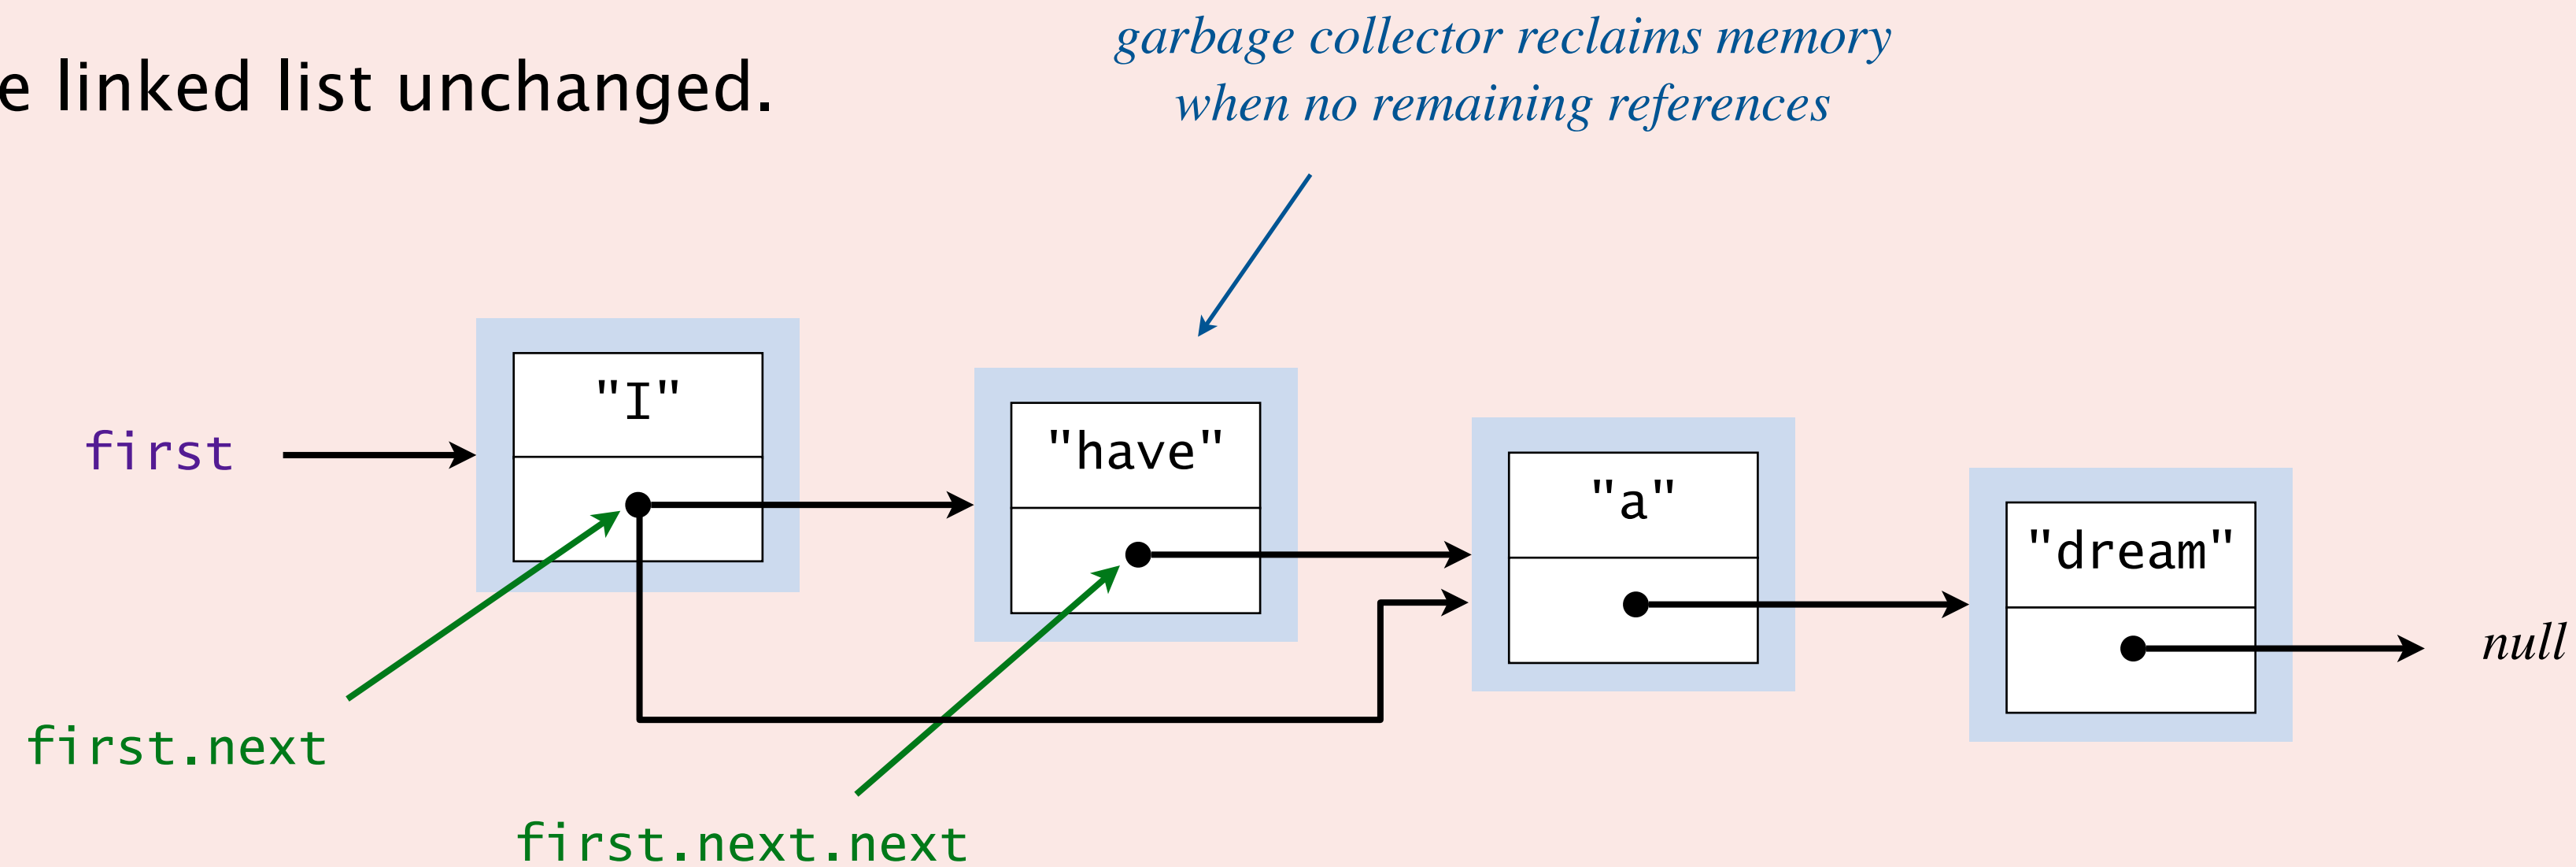 garbage collector reclaims memory
e linked list unchanged.
when no remaining references
"I"
first
"have"
"a"
"dream"
null
first.next
first.next.next